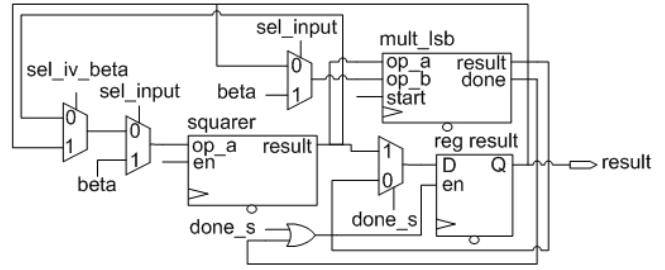 sel_input
mult_lsb
0
op_a
result
sel_iv_beta
op_b
done
sel_input
beta
1
start
0
squarer
reg result
0
1
op_a
result
1
D
Q
result
1
en
0
en
beta
done_s
done_s